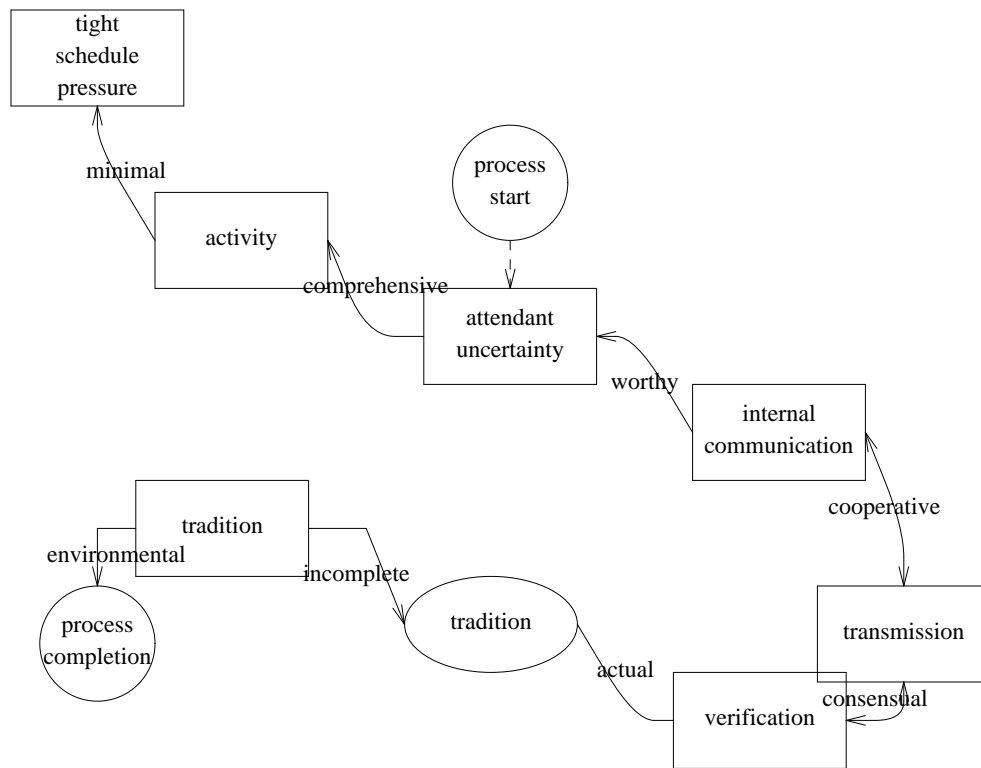 tight
schedule
pressure
minimal
process
start
activity
comprehensive
attendant
uncertainty
worthy
internal
communication
cooperative
tradition
environmental
incomplete
process
completion
tradition
transmission
actual
consensual
verification